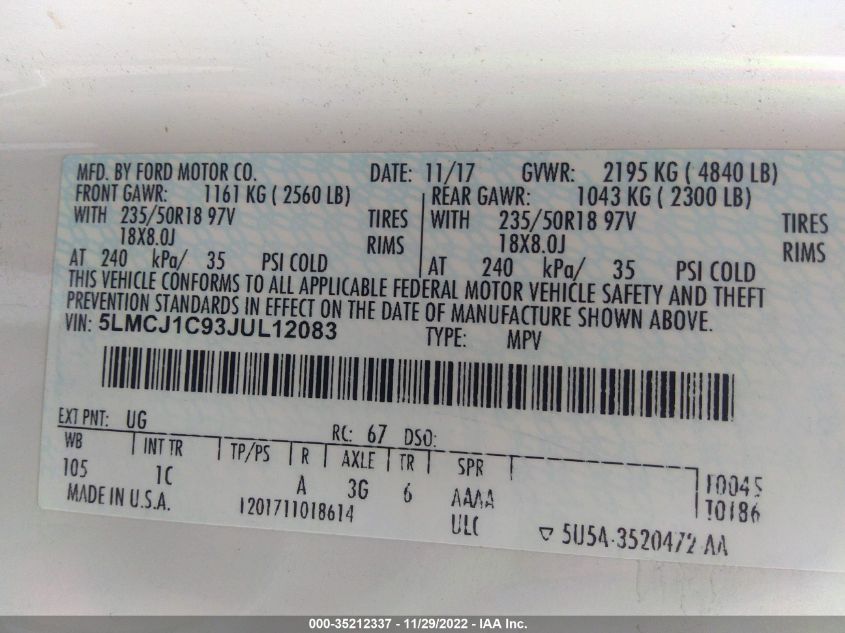 MFD. BY FORD MOTOR CO. DATE: 11/17 GVWR: 2195 KG ( 4840 LB)
FRONT GAWR: 1161 KG ( 2560 LB) REAR GAWR: 1043 KG ( 2300 LB)
WITH 235/50R18 97V TIRES WITH 235/50R18 97V TIRES
18X8.0J RIMS 18X8.0J RIMS
AT 240 kPa/ 35 PSI COLD AT 240 kPa/ 35 PSI COLD
THIS VEHICLE CONFORMS TO ALL APPLICABLE FEDERAL MOTOR VEHICLE SAFETY AND THEFT
PREVENTION STANDARDS IN EFFECT ON THE DATE OF MANUFACTURE SHOWN ABOVE.
VIN: 5LMCJ1C93JUL12083 TYPE: MPV
EXT PNT: UG RC: 67 DSO:
WB INT TR TP/PS R AXLE TR SPR
105 1C A 3G 6 AAAA I0045
MADE IN U.S.A. 1201711018614 ULC T0186
5U5A-3520472-AA
000-35212337 - 11/29/2022 - IAA Inc.